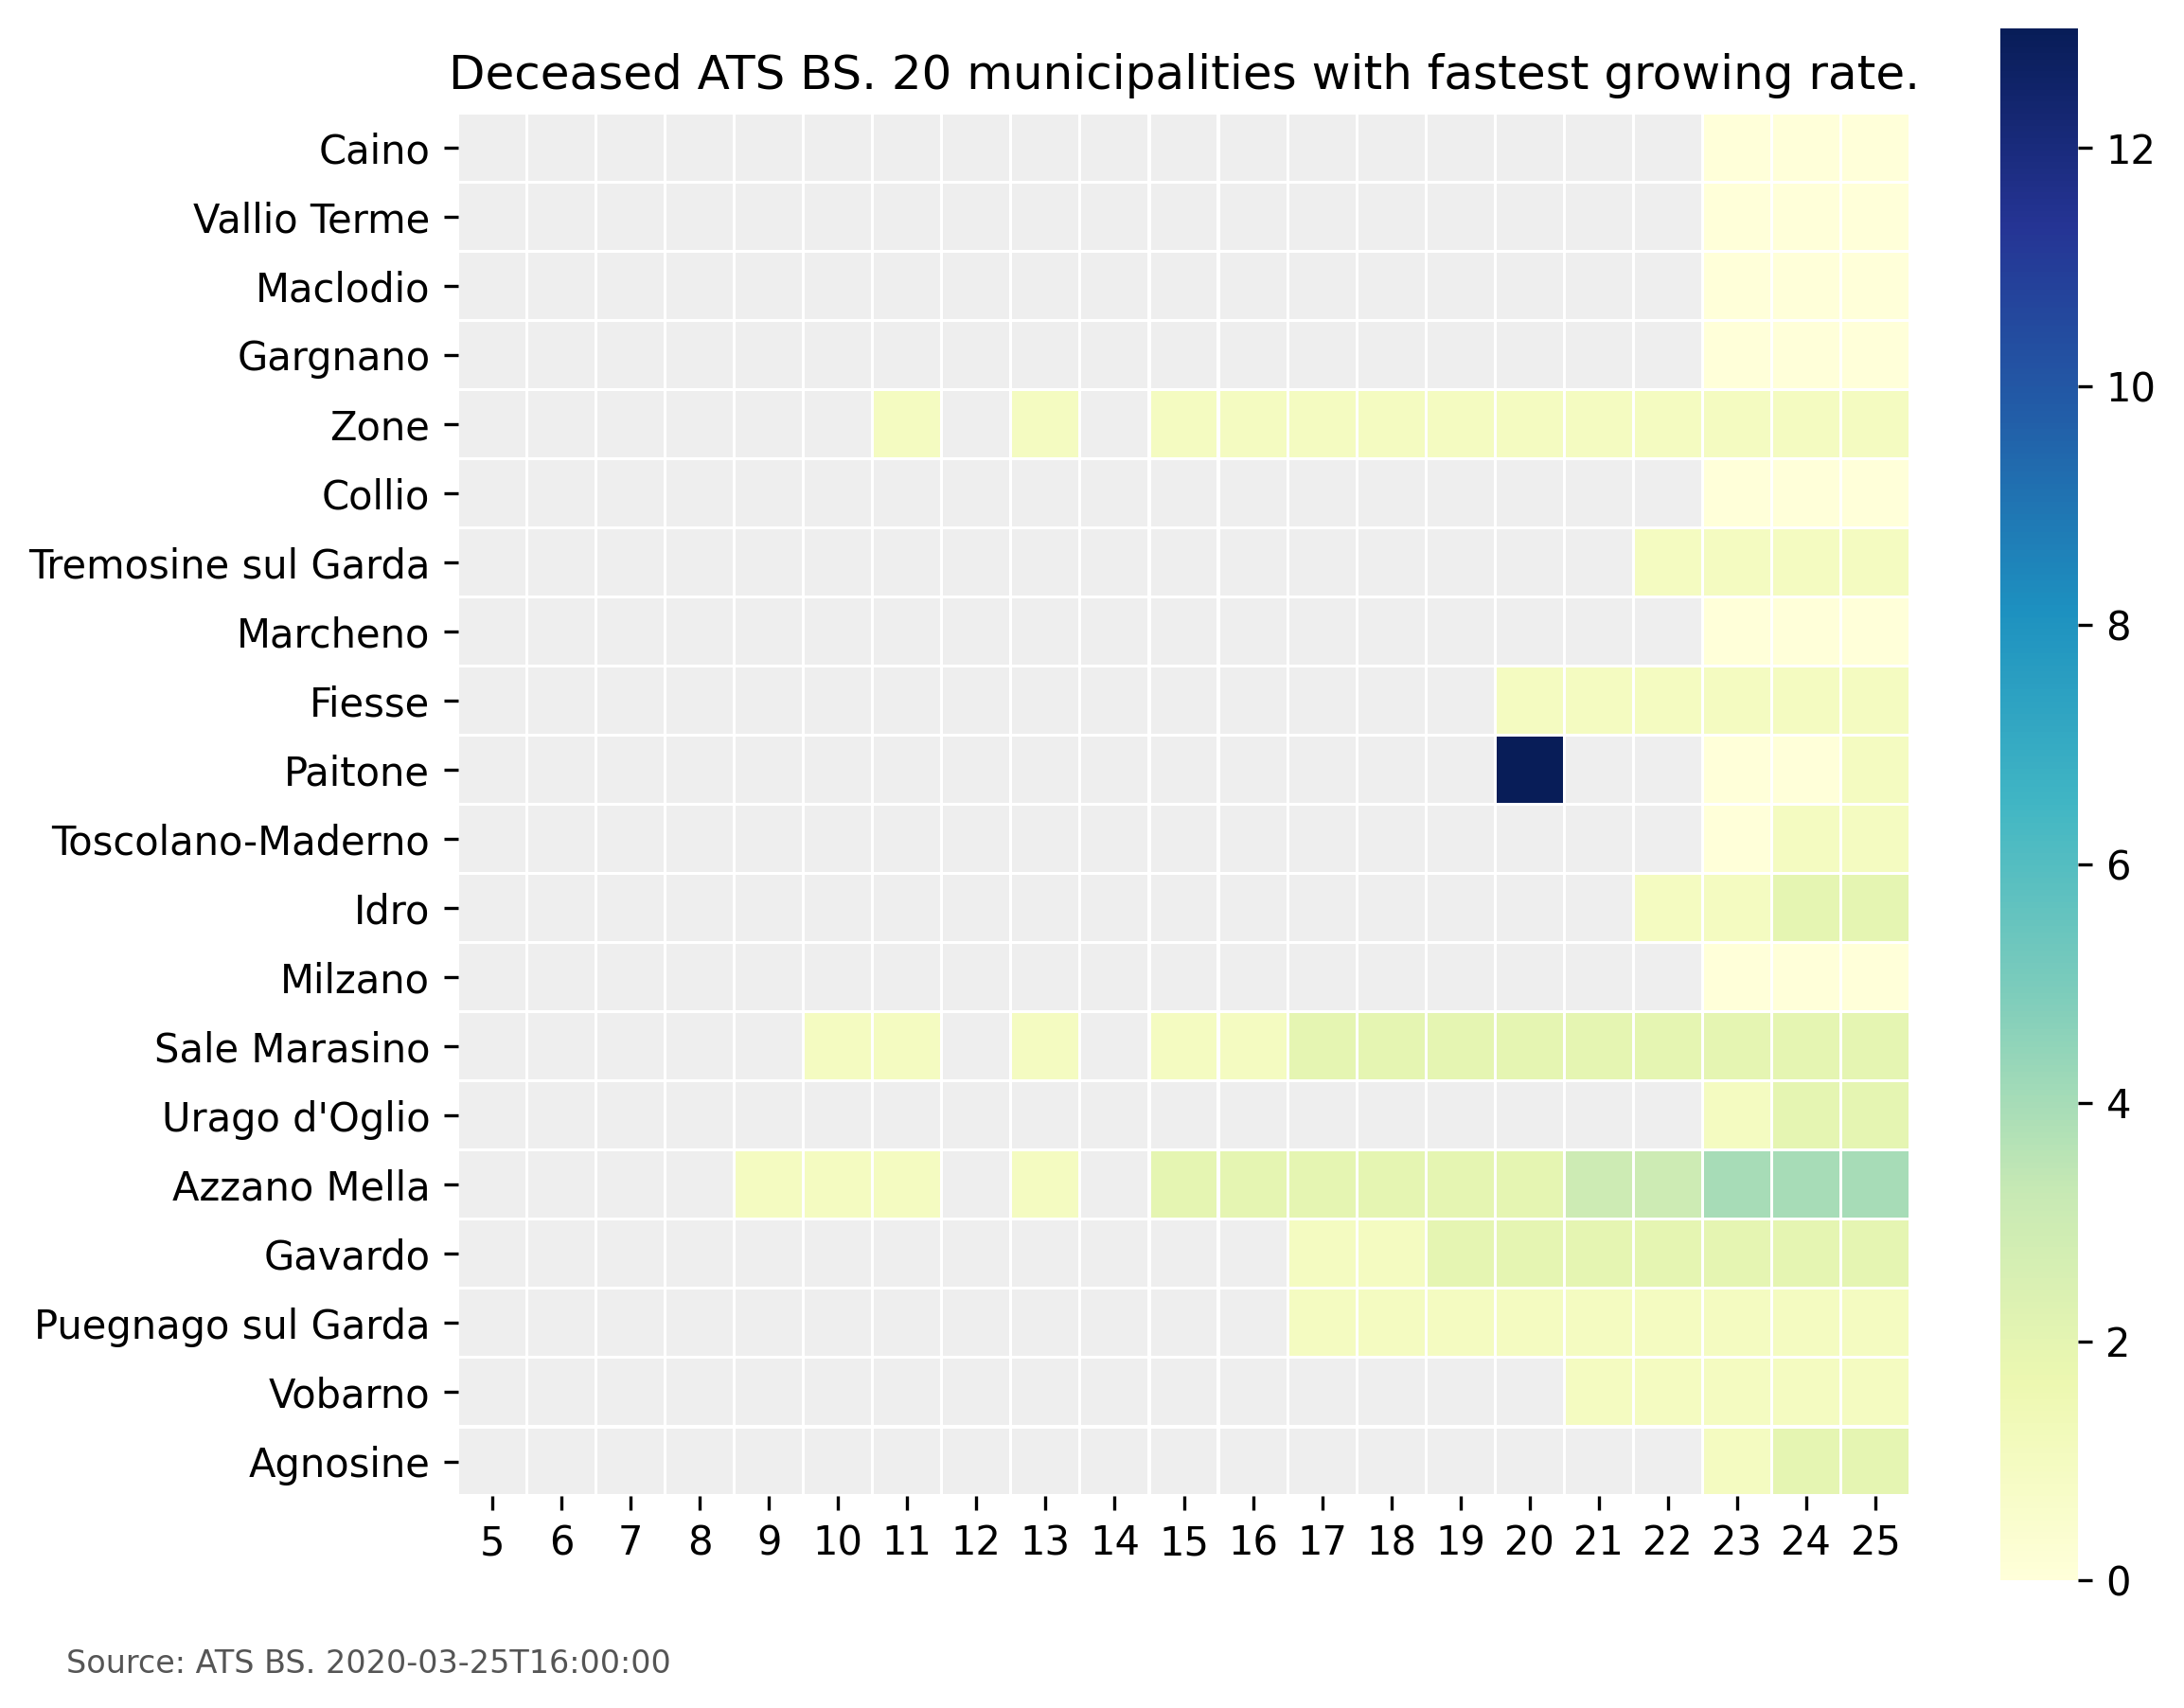 Deceased ATS BS. 20 municipalities with fastest growing rate.
Caino
Vallio Terme
Maclodio
Gargnano
Zone
Collio
Tremosine sul Garda
Marcheno
Fiesse
Paitone
Toscolano-Maderno
Idro
Milzano
Sale Marasino
Urago d'Oglio
Azzano Mella
Gavardo
Puegnago sul Garda
Vobarno
Agnosine
5 6 7 8 9 10 11 12 13 14 15 16 17 18 19 20 21 22 23 24 25
12
10
8
6
4
2
0
Source: ATS BS. 2020-03-25T16:00:00